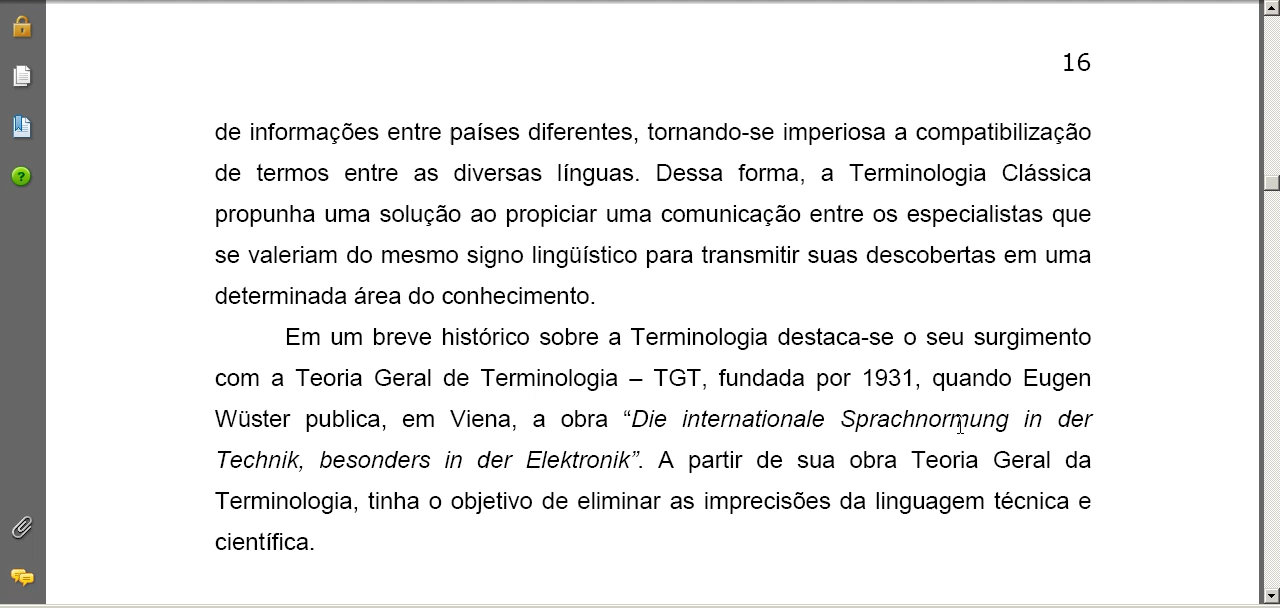 16
de informações entre países diferentes, tornando-se imperiosa a compatibilização
de termos entre as diversas línguas. Dessa forma, a Terminologia Clássica
propunha uma solução ao propiciar uma comunicação entre os especialistas que
se valeriam do mesmo signo lingüístico para transmitir suas descobertas em uma
determinada área do conhecimento.
Em um breve histórico sobre a Terminologia destaca-se o seu surgimento
com a Teoria Geral de Terminologia – TGT, fundada por 1931, quando Eugen
Wüster publica, em Viena, a obra “Die internationale Sprachnormung in der
Technik, besonders in der Elektronik”. A partir de sua obra Teoria Geral da
Terminologia, tinha o objetivo de eliminar as imprecisões da linguagem técnica e
científica.